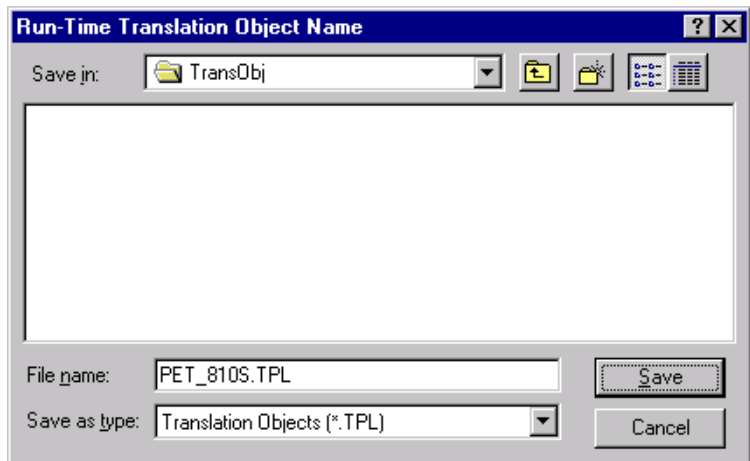 Run-Time Translation Object Name
Save in: TransObj
File name: PET_810S.TPL Save
Save as type: Translation Objects (*.TPL) Cancel